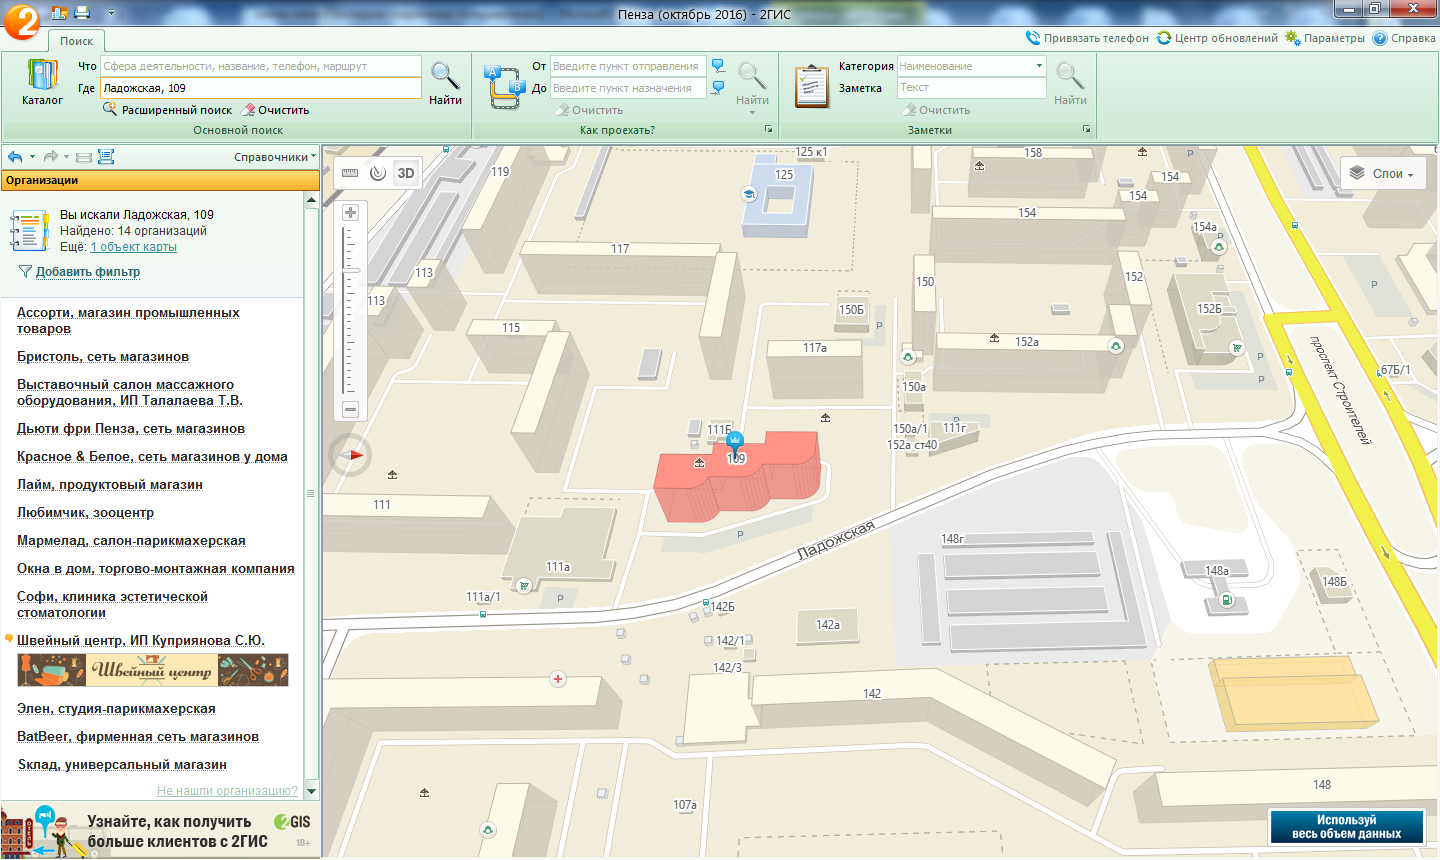 Пенза (октябрь 2016) - 2ГИС
Поиск
Привязать телефон
Центр обновлений
Параметры
Справка
Каталог
Что
Сфера деятельности, название, телефон, маршрут
Где
Ладожская, 109
Расширенный поиск
Очистить
Найти
Основной поиск
От
Введите пункт отправления
До
Введите пункт назначения
Очистить
Найти
Как проехать?
Категория
Наименование
Заметка
Текст
Очистить
Найти
Заметки
Справочники
Организации
Вы искали Ладожская, 109
Найдено: 14 организаций
Ещё: 1 объект карты
Добавить фильтр
Ассорти, магазин промышленных
товаров
Бристоль, сеть магазинов
Выставочный салон массажного
оборудования, ИП Талалаева Т.В.
Дьюти фри Пенза, сеть магазинов
Красное & Белое, сеть магазинов у дома
Лайм, продуктовый магазин
Любимчик, зооцентр
Мармелад, салон-парикмахерская
Окна в дом, торгово-монтажная компания
Софи, клиника эстетической
стоматологии
Швейный центр, ИП Куприянова С.Ю.
Швейный центр
Элен, студия-парикмахерская
BatBeer, фирменная сеть магазинов
Sклад, универсальный магазин
Не нашли организацию?
Узнайте, как получить
больше клиентов с 2ГИС
2GIS
18+
ОТЕЛЬ
3D
Слои
125 к1
158
119
125
154
154
154
154а
117
113
113
150
152
150Б
P
152Б
P
P
P
115
117а
152а
P
P
67Б/1
проспект Строителей
150а
111Б
150а/1
111г
P
152а ст40
109
111
P
Ладожская
148г
111а
148а
148Б
111а/1
P
142Б
142а
142/1
142/3
142
148
107а
Используй
весь объем данных